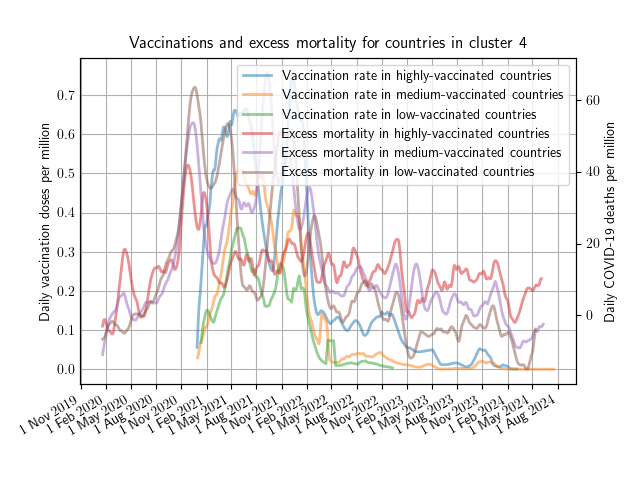 Vaccinations and excess mortality for countries in cluster 4
Vaccination rate in highly-vaccinated countries
Vaccination rate in medium-vaccinated countries
Vaccination rate in low-vaccinated countries
Excess mortality in highly-vaccinated countries
Excess mortality in medium-vaccinated countries
Excess mortality in low-vaccinated countries
Daily vaccination doses per million
0.7
0.6
0.5
0.4
0.3
0.2
0.1
0.0
60
40
20
0
Daily COVID-19 deaths per million
1 Nov 2019
1 Feb 2020
1 May 2020
1 Aug 2020
1 Nov 2020
1 Feb 2021
1 May 2021
1 Aug 2021
1 Nov 2021
1 Feb 2022
1 May 2022
1 Aug 2022
1 Nov 2022
1 Feb 2023
1 May 2023
1 Aug 2023
1 Nov 2023
1 Feb 2024
1 May 2024
1 Aug 2024